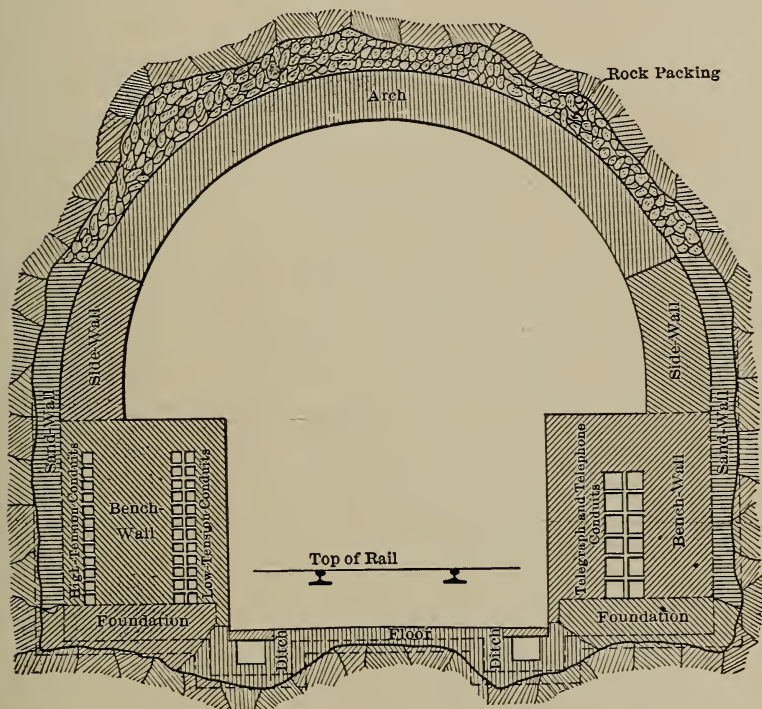 Rock Packing
Arch
Side-Wall
Side-Wall
Sand-Wall
Sand-Wall
High-Tension Conduits
Bench-
Wall
Low-Tension Conduits
Telegraph and Telephone
Conduits
Bench-Wall
Top of Rail
Foundation
Foundation
Floor
Ditch
Ditch